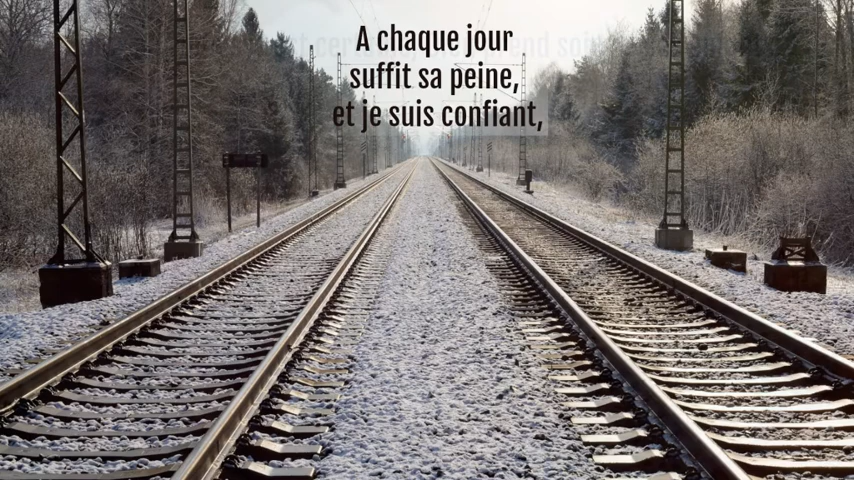 A chaque jour
suffit sa peine,
et je suis confiant,